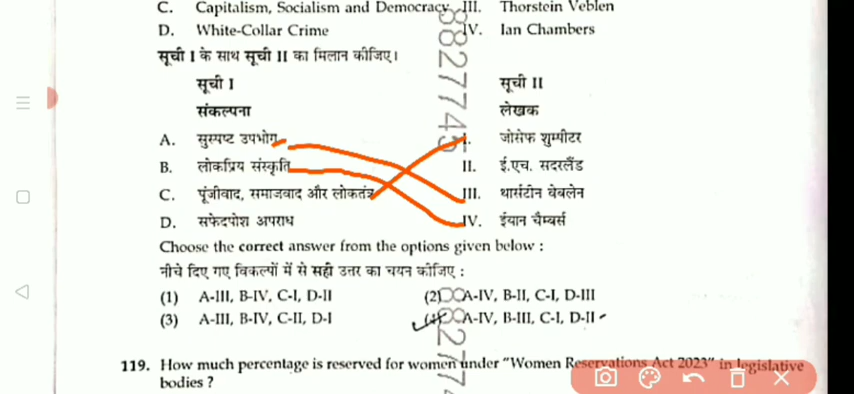 C. Capitalism, Socialism and Democracy III. Thorstein Veblen
D. White-Collar Crime IV. Ian Chambers
सूची I के साथ सूची II का मिलान कीजिए।
सूची I सूची II
संकल्पना लेखक
A. सुस्पष्ट उपभोग I. जोसेफ शुम्पीटर
B. लोकप्रिय संस्कृति II. ई.एच. सदरलैंड
C. पूंजीवाद, समाजवाद और लोकतंत्र III. थार्सटीन वेबलेन
D. सफेदपोश अपराध IV. ईयान चैम्बर्स
Choose the correct answer from the options given below :
नीचे दिए गए विकल्पों में से सही उत्तर का चयन कीजिए :
(1) A-III, B-IV, C-I, D-II (2) A-IV, B-II, C-I, D-III
(3) A-III, B-IV, C-II, D-I (4) A-IV, B-III, C-I, D-II
119. How much percentage is reserved for women under "Women Reservations Act 2023" in legislative
bodies ?